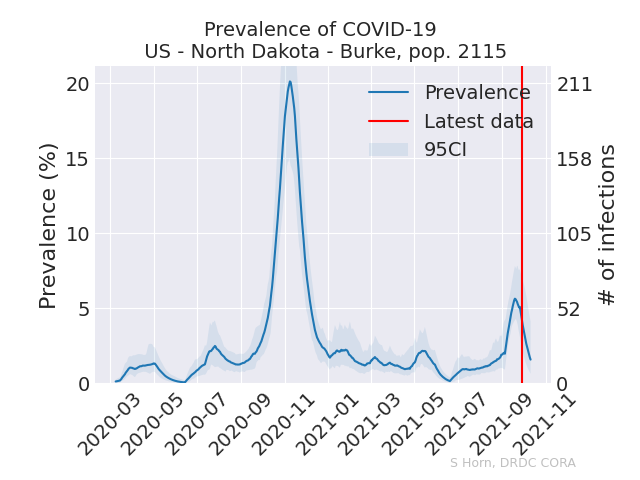 Prevalence of COVID-19
US - North Dakota - Burke, pop. 2115
Prevalence (%)
20
15
10
5
0
Prevalence
Latest data
95CI
211
158
105
52
0
# of infections
2020-03
2020-05
2020-07
2020-09
2020-11
2021-01
2021-03
2021-05
2021-07
2021-09
2021-11
S Horn, DRDC CORA